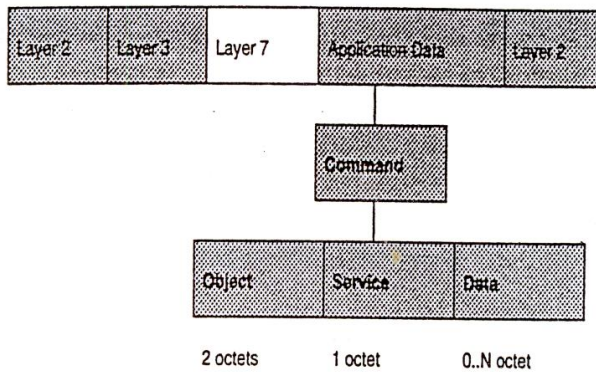 Layer 2 Layer 3 Layer 7 Application Data Layer 2
Command
Object Service Data
2 octets 1 octet 0..N octet